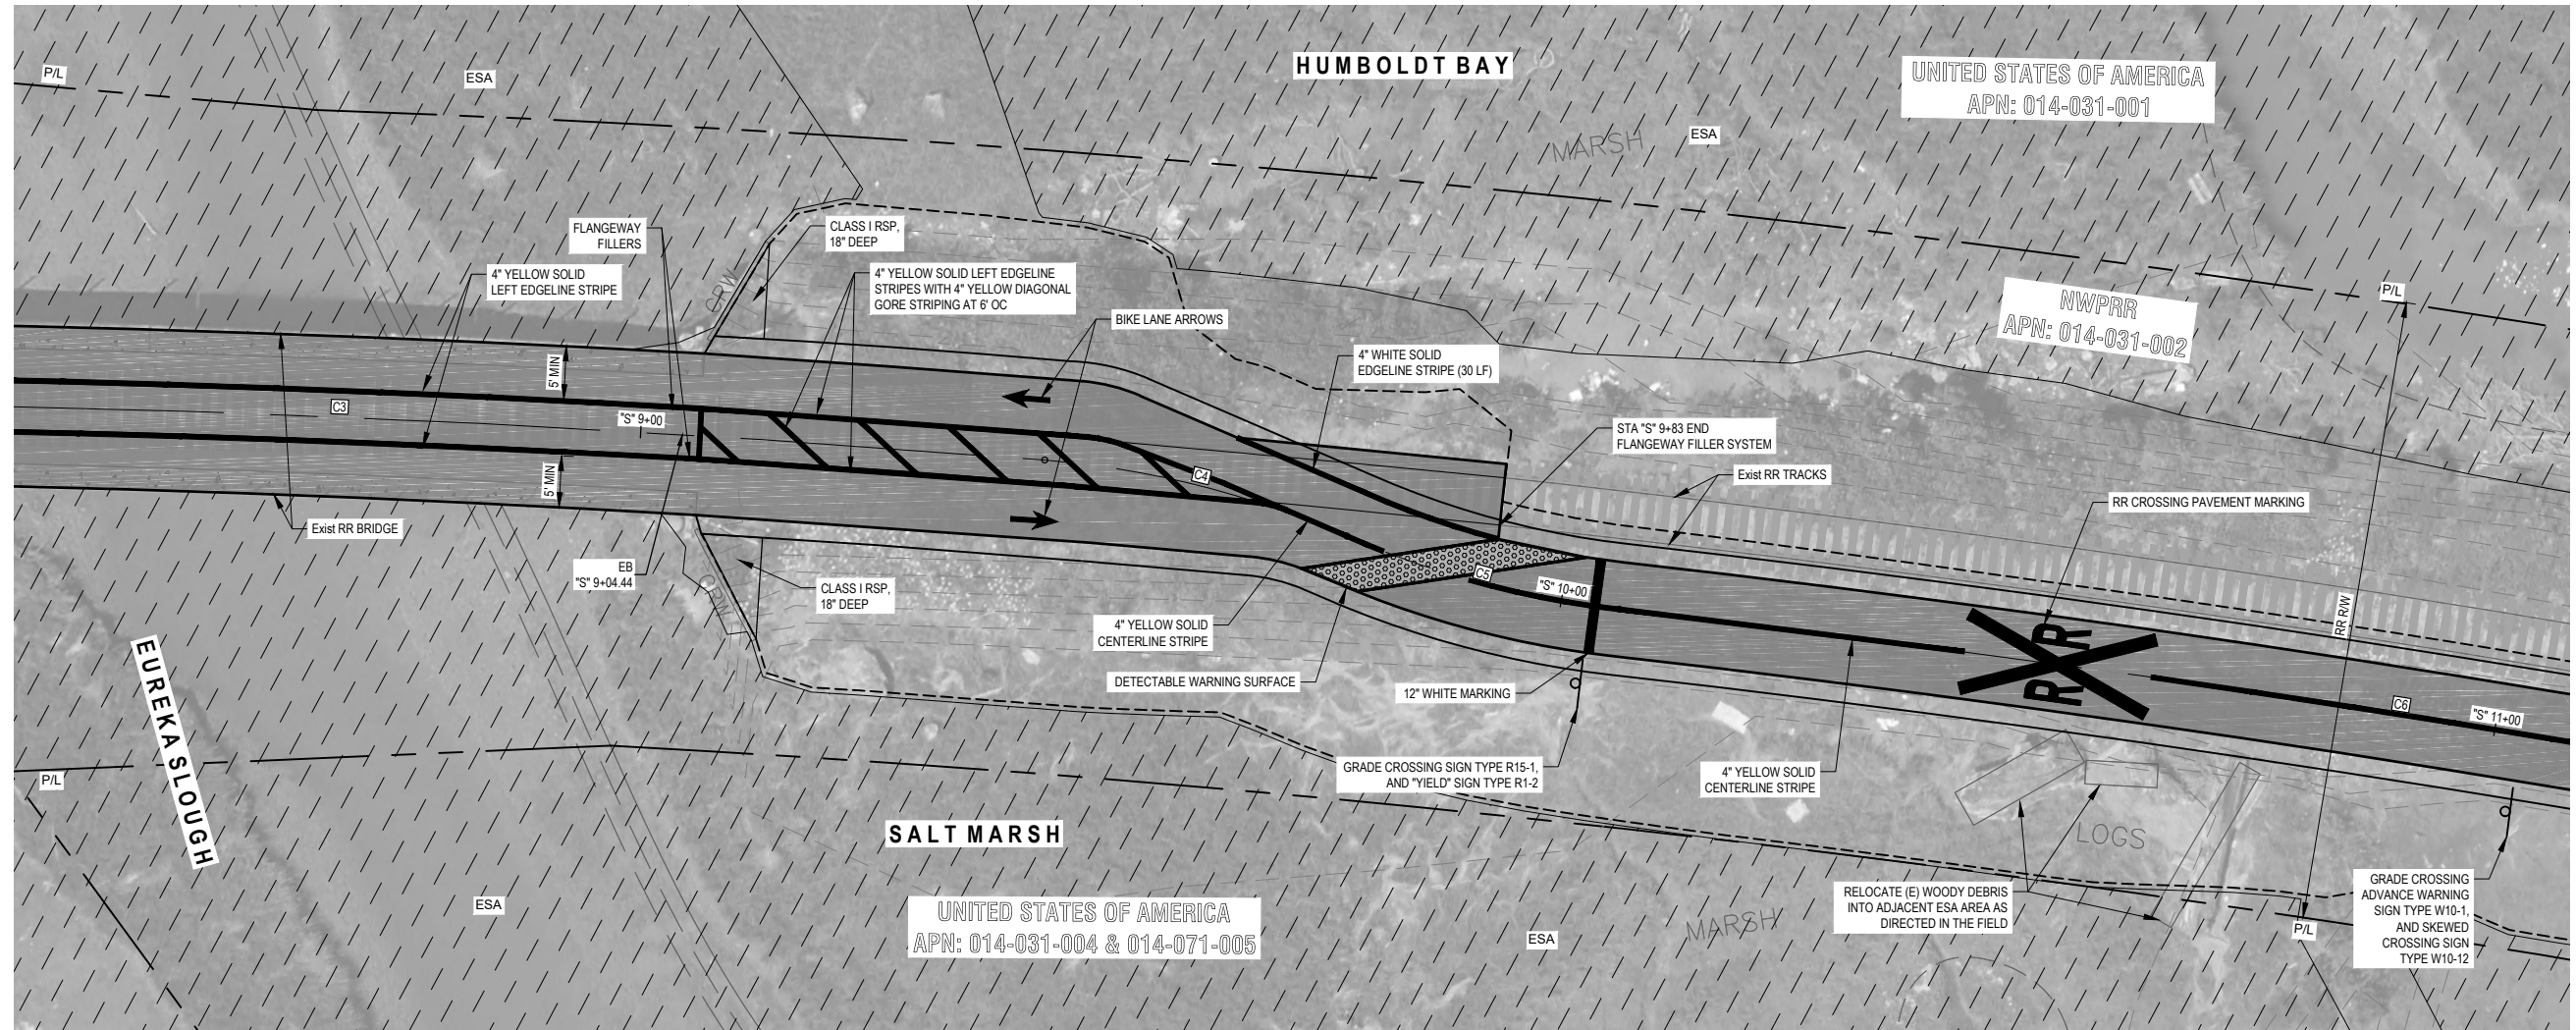 P/L
ESA
HUMBOLDT BAY
UNITED STATES OF AMERICA
APN: 014-031-001
MARSH
ESA
FLANGEWAY
FILLERS
CLASS I RSP,
18" DEEP
CRW
4" YELLOW SOLID
LEFT EDGELINE STRIPE
4" YELLOW SOLID LEFT EDGELINE
STRIPES WITH 4" YELLOW DIAGONAL
GORE STRIPING AT 6' OC
BIKE LANE ARROWS
P/L
NWPRR
APN: 014-031-002
4" WHITE SOLID
EDGELINE STRIPE (30 LF)
5' MIN
C3
"S" 9+00
STA "S" 9+83 END
FLANGEWAY FILLER SYSTEM
C4
Exist RR TRACKS
5' MIN
RR CROSSING PAVEMENT MARKING
Exist RR BRIDGE
EB
"S" 9+04.44
CRW
CLASS I RSP,
18" DEEP
C5
"S" 10+00
RR R/W
4" YELLOW SOLID
CENTERLINE STRIPE
R R
DETECTABLE WARNING SURFACE
12" WHITE MARKING
C6
"S" 11+00
EUREKA SLOUGH
P/L
GRADE CROSSING SIGN TYPE R15-1,
AND "YIELD" SIGN TYPE R1-2
4" YELLOW SOLID
CENTERLINE STRIPE
SALT MARSH
LOGS
ESA
UNITED STATES OF AMERICA
APN: 014-031-004 & 014-071-005
ESA
MARSH
RELOCATE (E) WOODY DEBRIS
INTO ADJACENT ESA AREA AS
DIRECTED IN THE FIELD
P/L
GRADE CROSSING
ADVANCE WARNING
SIGN TYPE W10-1,
AND SKEWED
CROSSING SIGN
TYPE W10-12